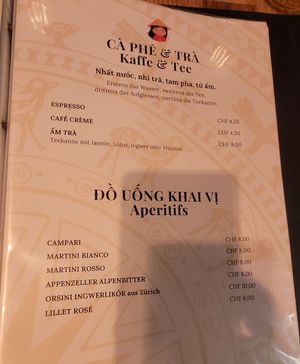 CÀ PHÊ & TRÀ
Kaffe & Tee
Nhất nước, nhì trà, tam pha, tứ ấm.
Erstens das Wasser, zweitens der Tee,
drittens das Aufgiessen, viertens die Teekanne.
ESPRESSO CHF 4,50
CAFÉ CRÈME CHF 4,50
ẤM TRÀ CHF 8,00
Teekanne mit Jasmin, Lotus, Ingwer oder Minztee
ĐỒ UỐNG KHAI VỊ
Aperitifs
CAMPARI CHF 8,00
MARTINI BIANCO CHF 8,00
MARTINI ROSSO CHF 8,00
APPENZELLER ALPENBITTER CHF 8,00
ORSINI INGWERLIKÖR aus Zürich CHF 10,00
LILLET ROSÉ CHF 8,00